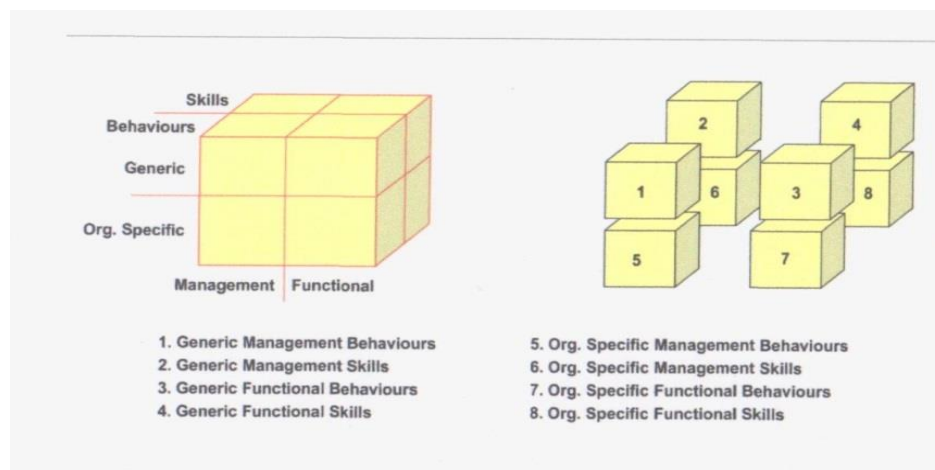 Skills
Behaviours
Generic
Org. Specific
Management Functional
2
4
1
6
3
8
5
7
1. Generic Management Behaviours
2. Generic Management Skills
3. Generic Functional Behaviours
4. Generic Functional Skills
5. Org. Specific Management Behaviours
6. Org. Specific Management Skills
7. Org. Specific Functional Behaviours
8. Org. Specific Functional Skills